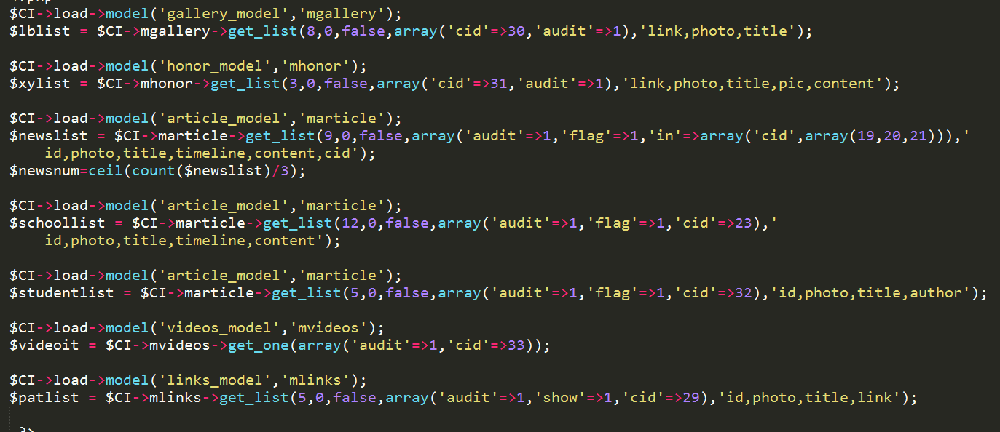 $CI->load->model('gallery_model','mgallery');
$lblist = $CI->mgallery->get_list(8,0,false,array('cid'=>30,'audit'=>1),'link,photo,title');
$CI->load->model('honor_model','mhonor');
$xylist = $CI->mhonor->get_list(3,0,false,array('cid'=>31,'audit'=>1),'link,photo,title,pic,content');
$CI->load->model('article_model','marticle');
$newslist = $CI->marticle->get_list(9,0,false,array('audit'=>1,'flag'=>1,'in'=>array('cid',array(19,20,21))),'
id,photo,title,timeline,content,cid');
$newsnum=ceil(count($newslist)/3);
$CI->load->model('article_model','marticle');
$schoollist = $CI->marticle->get_list(12,0,false,array('audit'=>1,'flag'=>1,'cid'=>23),'
id,photo,title,timeline,content');
$CI->load->model('article_model','marticle');
$studentlist = $CI->marticle->get_list(5,0,false,array('audit'=>1,'flag'=>1,'cid'=>32),'id,photo,title,author');
$CI->load->model('videos_model','mvideos');
$videoit = $CI->mvideos->get_one(array('audit'=>1,'cid'=>33));
$CI->load->model('links_model','mlinks');
$patlist = $CI->mlinks->get_list(5,0,false,array('audit'=>1,'show'=>1,'cid'=>29),'id,photo,title,link');